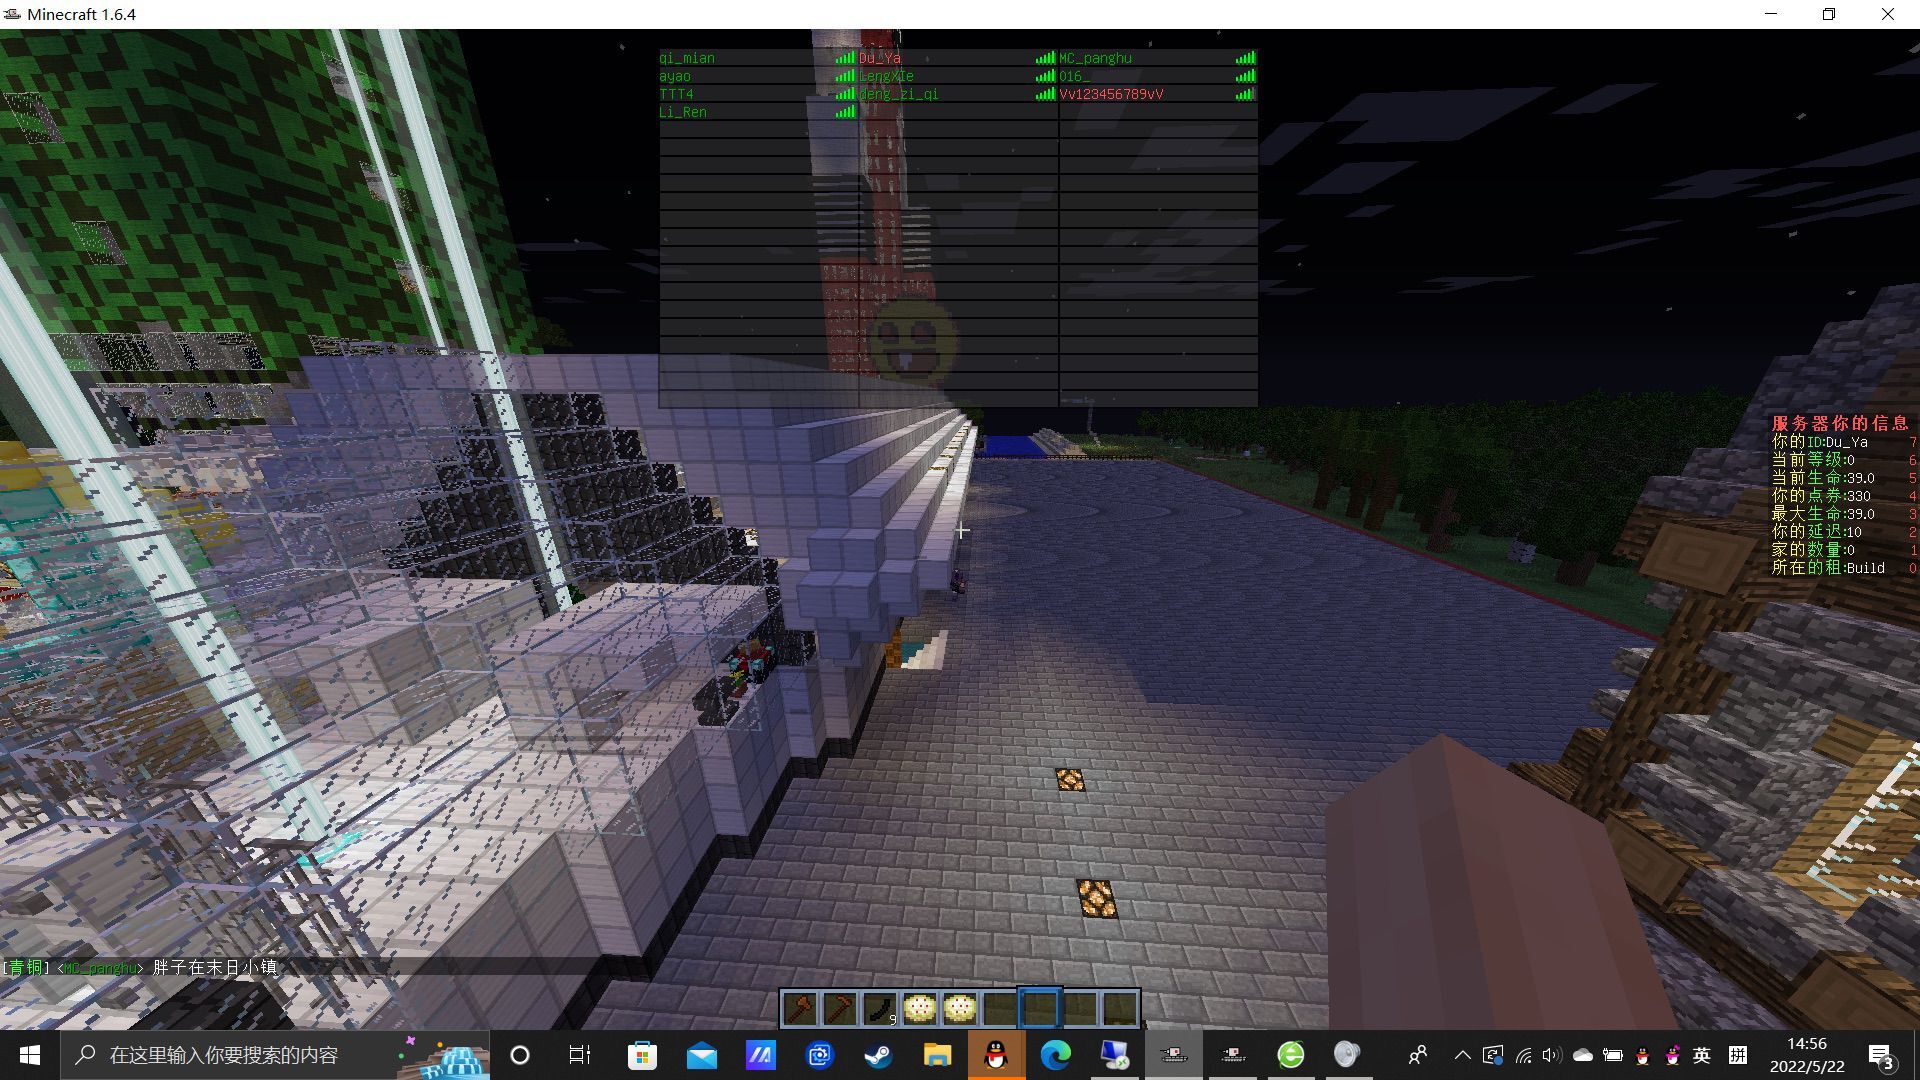 Minecraft 1.6.4
qi_mian Du_Ya MC_panghu
ayao LengXIe 016_
TTT4 deng_zi_qi Vv123456789vV
Li_Ren
服务器你的信息
你的ID:Du_Ya 7
当前等级:0 6
当前生命:39.0 5
你的点券:330 4
最大生命:39.0 3
你的延迟:10 2
家的数量:0 1
所在的租:Build 0
[青铜] <MC_panghu> 胖子在末日小镇
9
在这里输入你要搜索的内容
英
拼
14:56
2022/5/22
3